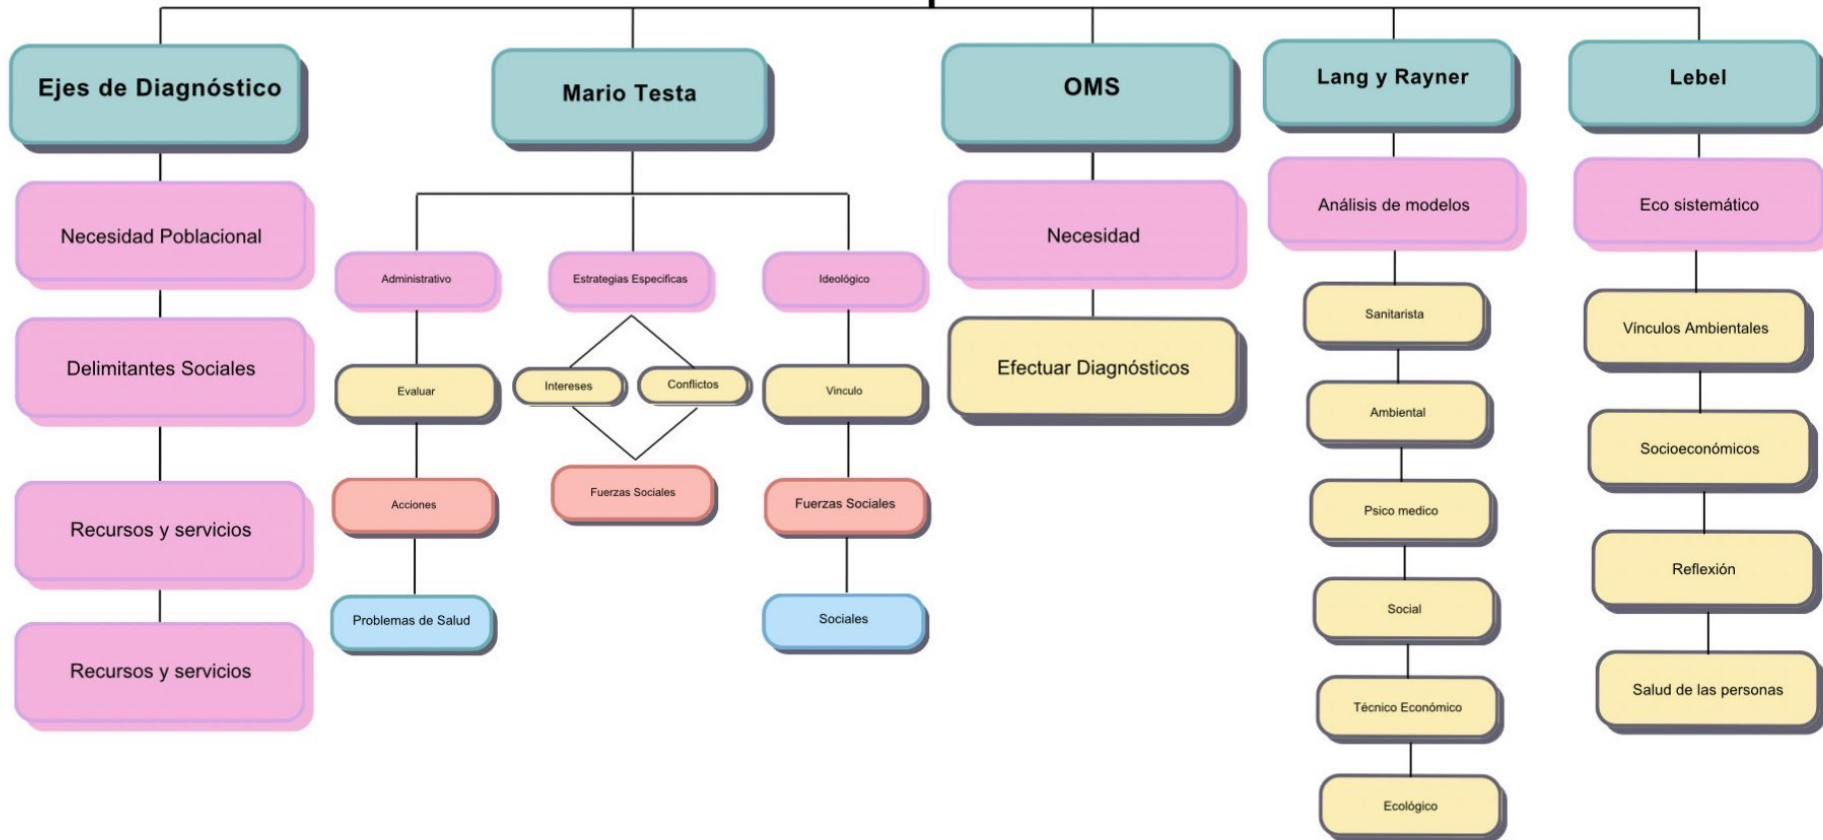 Ejes de Diagnóstico
Necesidad Poblacional
Delimitantes Sociales
Recursos y servicios
Recursos y servicios
Mario Testa
Administrativo
Evaluar
Acciones
Problemas de Salud
Estrategias Especificas
Intereses
Conflictos
Fuerzas Sociales
Ideológico
Vinculo
Fuerzas Sociales
Sociales
OMS
Necesidad
Efectuar Diagnósticos
Lang y Rayner
Análisis de modelos
Sanitarista
Ambiental
Psico medico
Social
Técnico Económico
Ecológico
Lebel
Eco sistemático
Vínculos Ambientales
Socioeconómicos
Reflexión
Salud de las personas